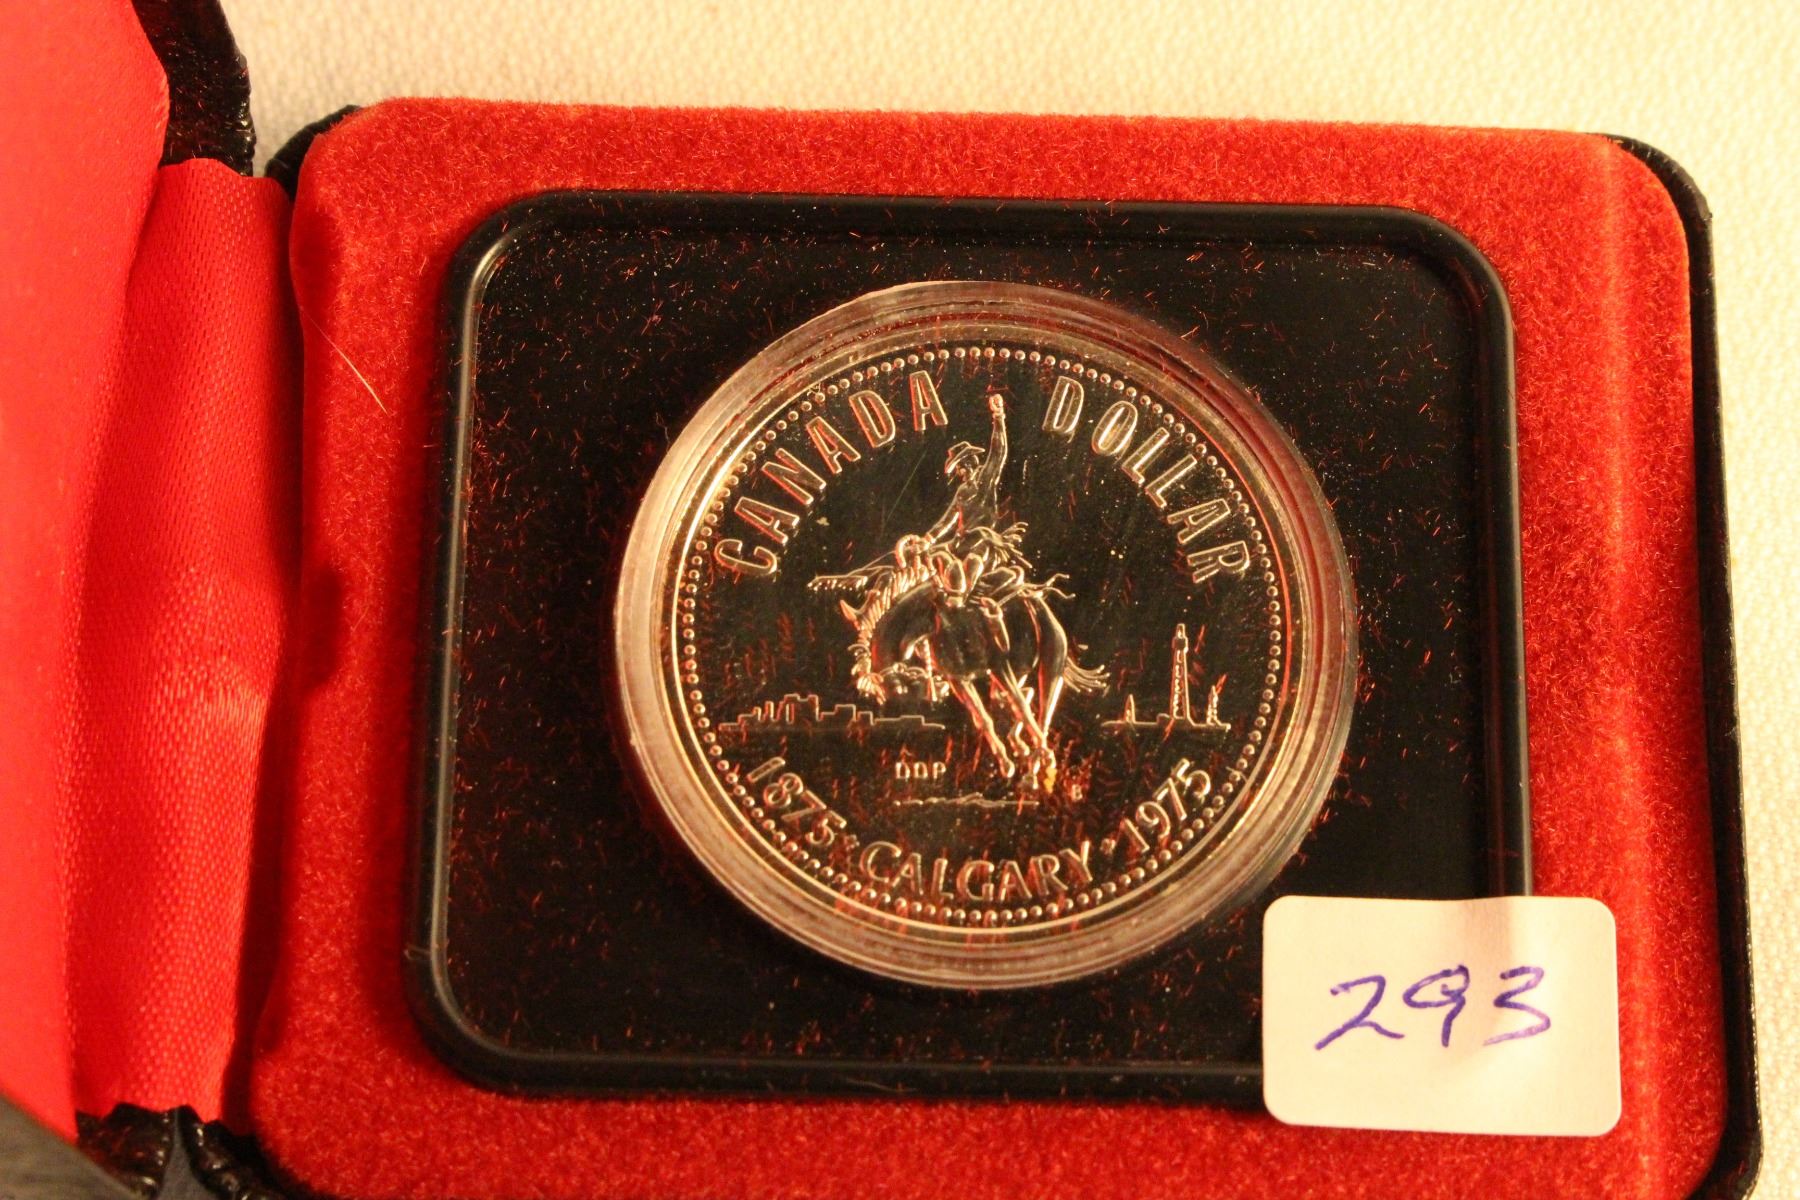 CANADA DOLLAR
DDP
B
1875 • CALGARY • 1975
293